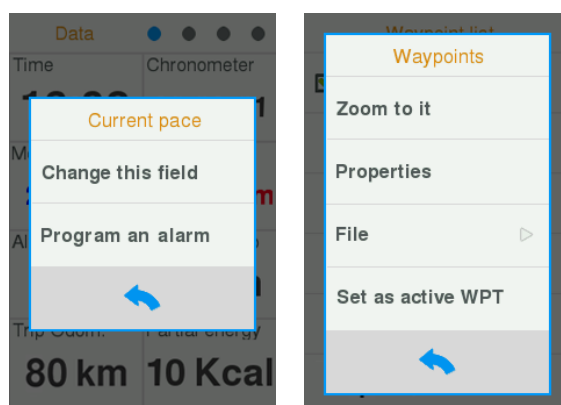 Data
Time
Chronometer
Current pace
Change this field
Program an alarm
Trip Odom.
Partial energy
80 km
10 Kcal
Waypoint list
Waypoints
Zoom to it
Properties
File
Set as active WPT